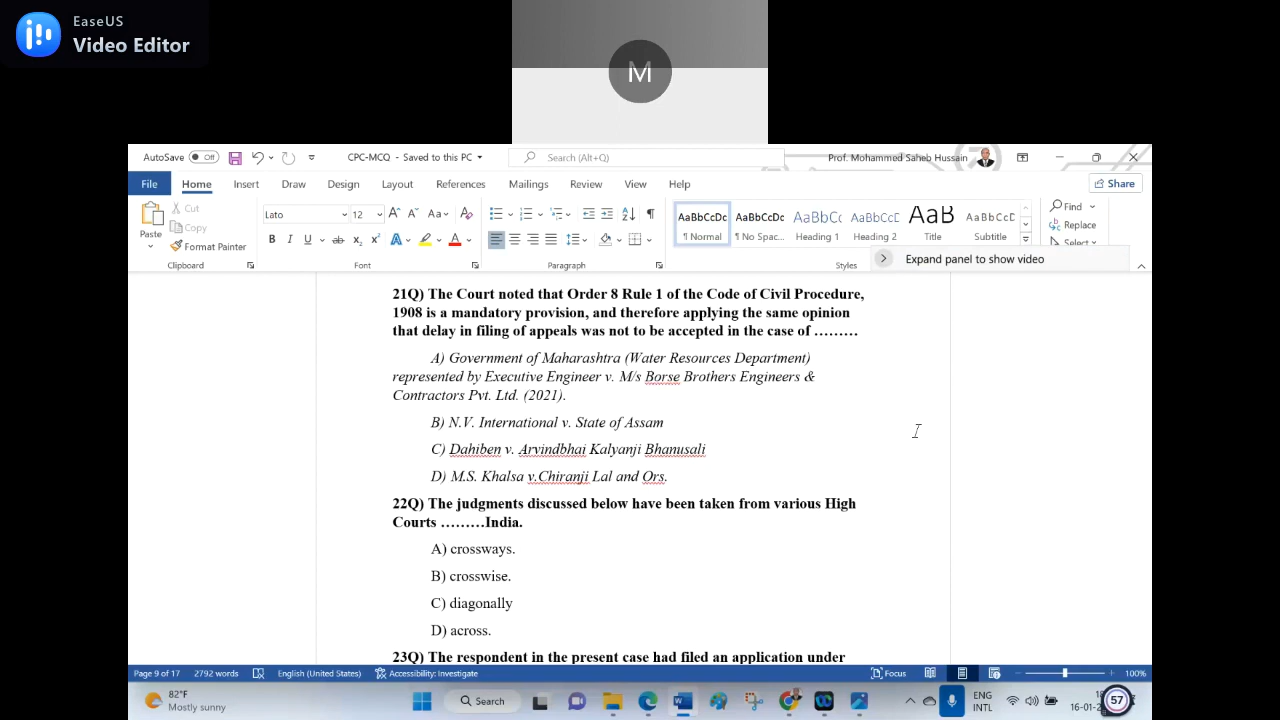 EaseUS
Video Editor
M
AutoSave Off
CPC-MCQ - Saved to this PC
Search (Alt+Q)
Prof. Mohammed Saheb Hussain
File Home Insert Draw Design Layout References Mailings Review View Help
Share
Paste
Cut
Copy
Format Painter
Clipboard
Lato 12
Font
Paragraph
AaBbCcDc AaBbCcDc AaBbCc AaBbCcD AaB AaBbCcD
¶ Normal ¶ No Spac... Heading 1 Heading 2 Title Subtitle
Styles
Find
Replace
Select
Expand panel to show video
21Q) The Court noted that Order 8 Rule 1 of the Code of Civil Procedure,
1908 is a mandatory provision, and therefore applying the same opinion
that delay in filing of appeals was not to be accepted in the case of ………
A) Government of Maharashtra (Water Resources Department)
represented by Executive Engineer v. M/s Borse Brothers Engineers &
Contractors Pvt. Ltd. (2021).
B) N.V. International v. State of Assam
C) Dahiben v. Arvindbhai Kalyanji Bhanusali
D) M.S. Khalsa v.Chiranji Lal and Ors.
22Q) The judgments discussed below have been taken from various High
Courts ………India.
A) crossways.
B) crosswise.
C) diagonally
D) across.
23Q) The respondent in the present case had filed an application under
Page 9 of 17 2792 words English (United States) Accessibility: Investigate
Focus
100%
82°F
Mostly sunny
Search
ENG
INTL
57